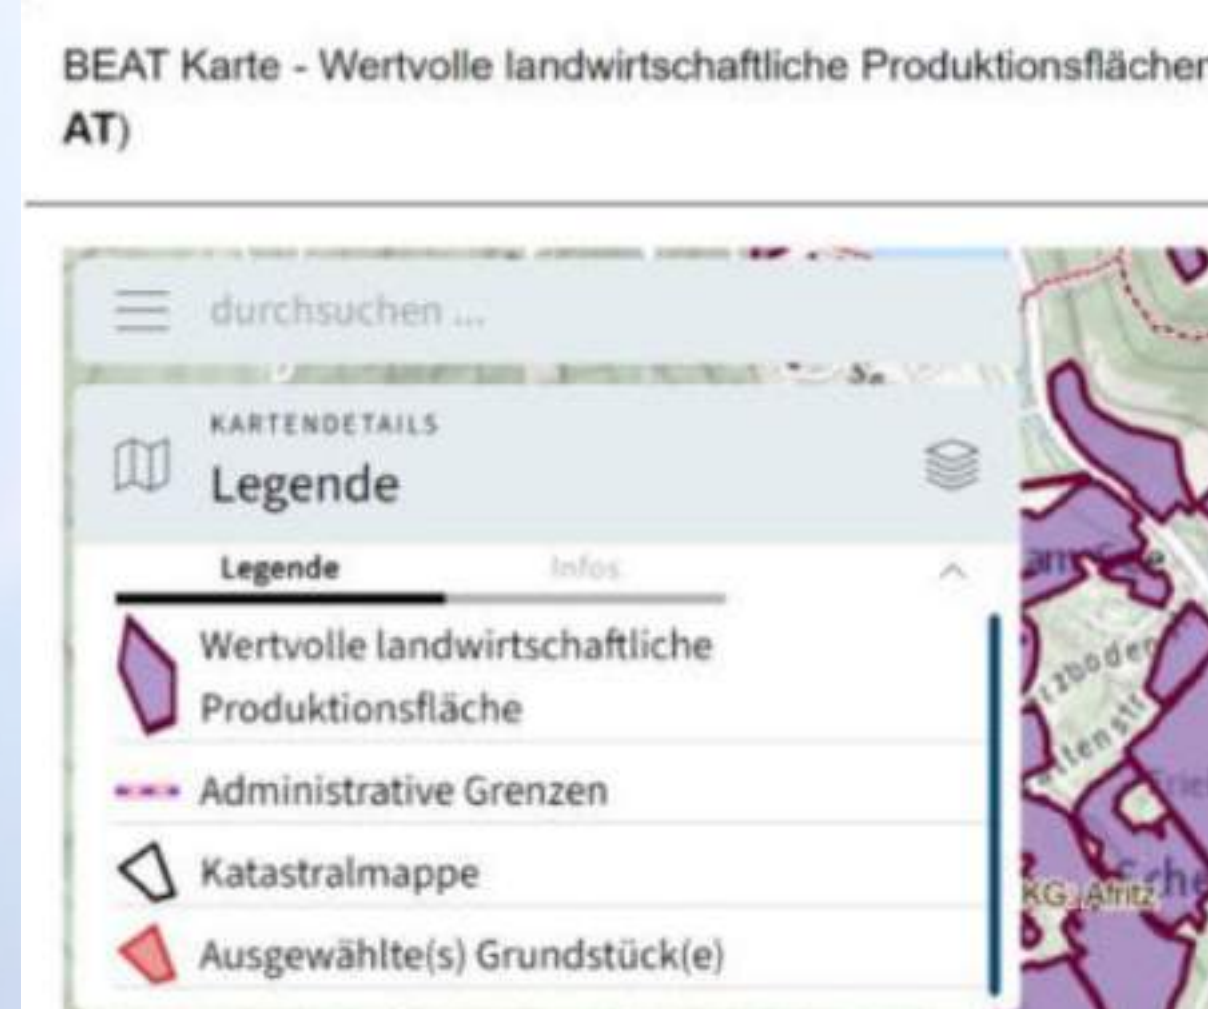 BEAT Karte - Wertvolle landwirtschaftliche Produktionsflächen
AT)
durchsuchen ...
KARTENDETAILS
Legende
Legende Infos
Wertvolle landwirtschaftliche
Produktionsfläche
Administrative Grenzen
Katastralmappe
Ausgewählte(s) Grundstück(e)
KG Afritz